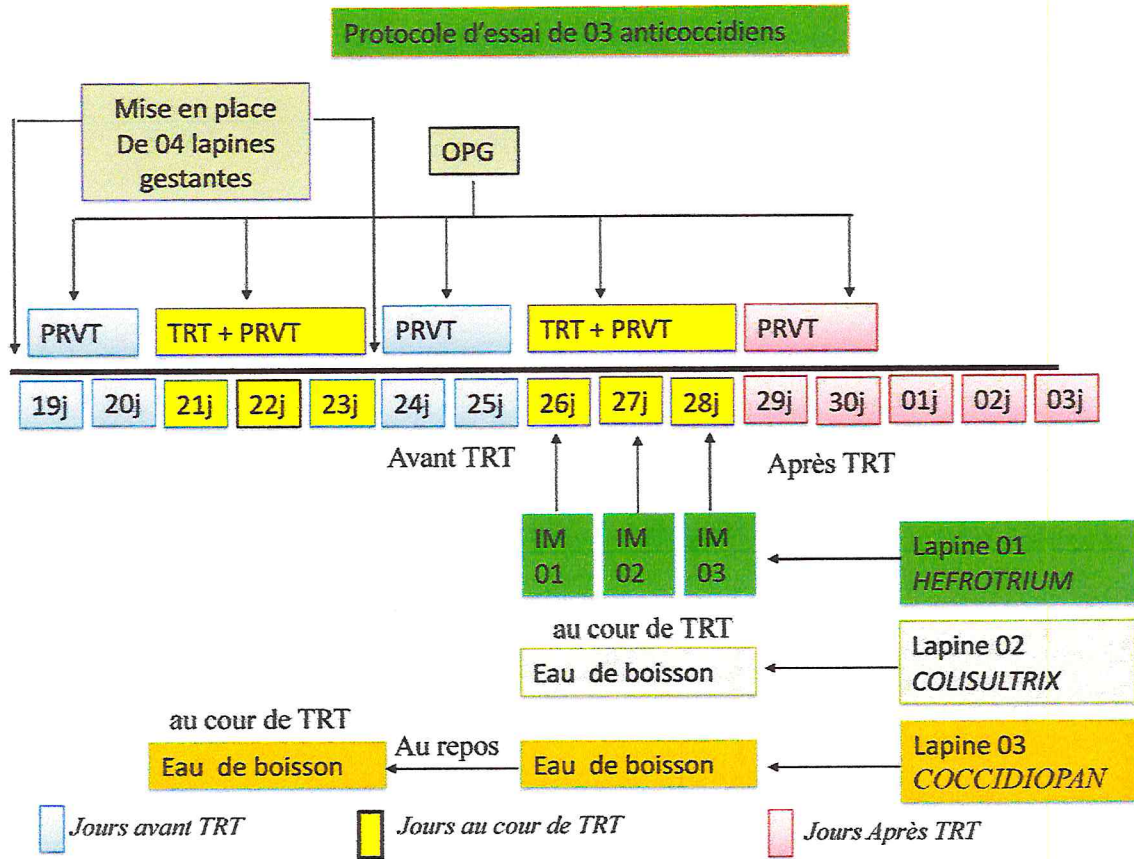 Protocole d'essai de 03 anticoccidiens
Mise en place
De 04 lapines
gestantes
OPG
PRVT
TRT + PRVT
PRVT
TRT + PRVT
PRVT
19j 20j 21j 22j 23j 24j 25j 26j 27j 28j 29j 30j 01j 02j 03j
Avant TRT
Après TRT
IM
01
IM
02
IM
03
Lapine 01
HEFROTRIUM
au cour de TRT
Eau de boisson
Lapine 02
COLISULTRIX
au cour de TRT
Eau de boisson
Au repos
Eau de boisson
Lapine 03
COCCIDIOPAN
Jours avant TRT
Jours au cour de TRT
Jours Après TRT